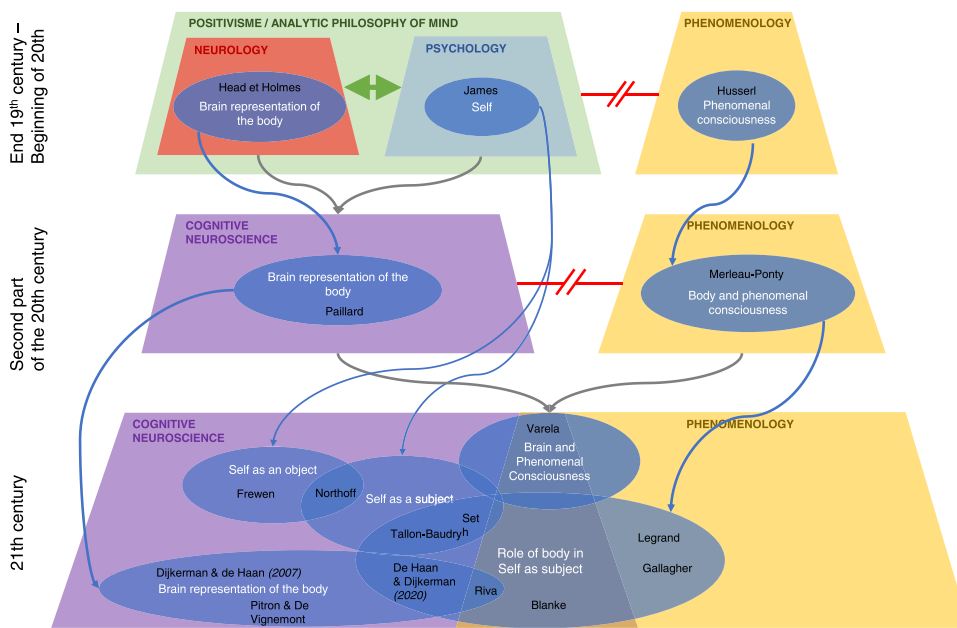 End 19th century –
Beginning of 20th
POSITIVISME / ANALYTIC PHILOSOPHY OF MIND
NEUROLOGY
Head et Holmes
Brain representation of
the body
PSYCHOLOGY
James
Self
PHENOMENOLOGY
Husserl
Phenomenal
consciousness
Second part
of the 20th century
COGNITIVE
NEUROSCIENCE
Brain representation of the
body
Paillard
PHENOMENOLOGY
Merleau-Ponty
Body and phenomenal
consciousness
21th century
COGNITIVE
NEUROSCIENCE
PHENOMENOLOGY
Varela
Brain and
Phenomenal
Consciousness
Self as an object
Frewen
Northoff
Self as a subject
Set
h
Tallon-Baudry
Role of body in
Self as subject
Legrand
Gallagher
Blanke
De Haan
& Dijkerman
(2020)
Riva
Dijkerman & de Haan (2007)
Brain representation of the body
Pitron & De
Vignemont